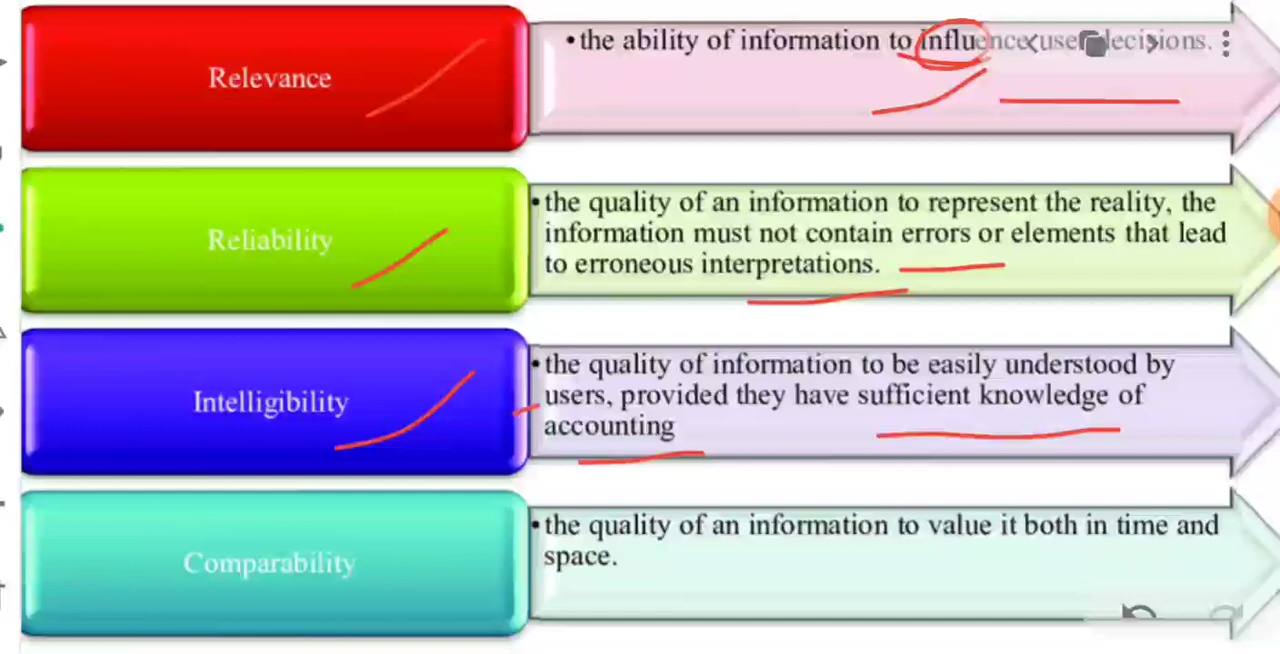 Relevance
•the ability of information to influence user decisions.
Reliability
•the quality of an information to represent the reality, the
information must not contain errors or elements that lead
to erroneous interpretations.
Intelligibility
•the quality of information to be easily understood by
users, provided they have sufficient knowledge of
accounting
Comparability
•the quality of an information to value it both in time and
space.